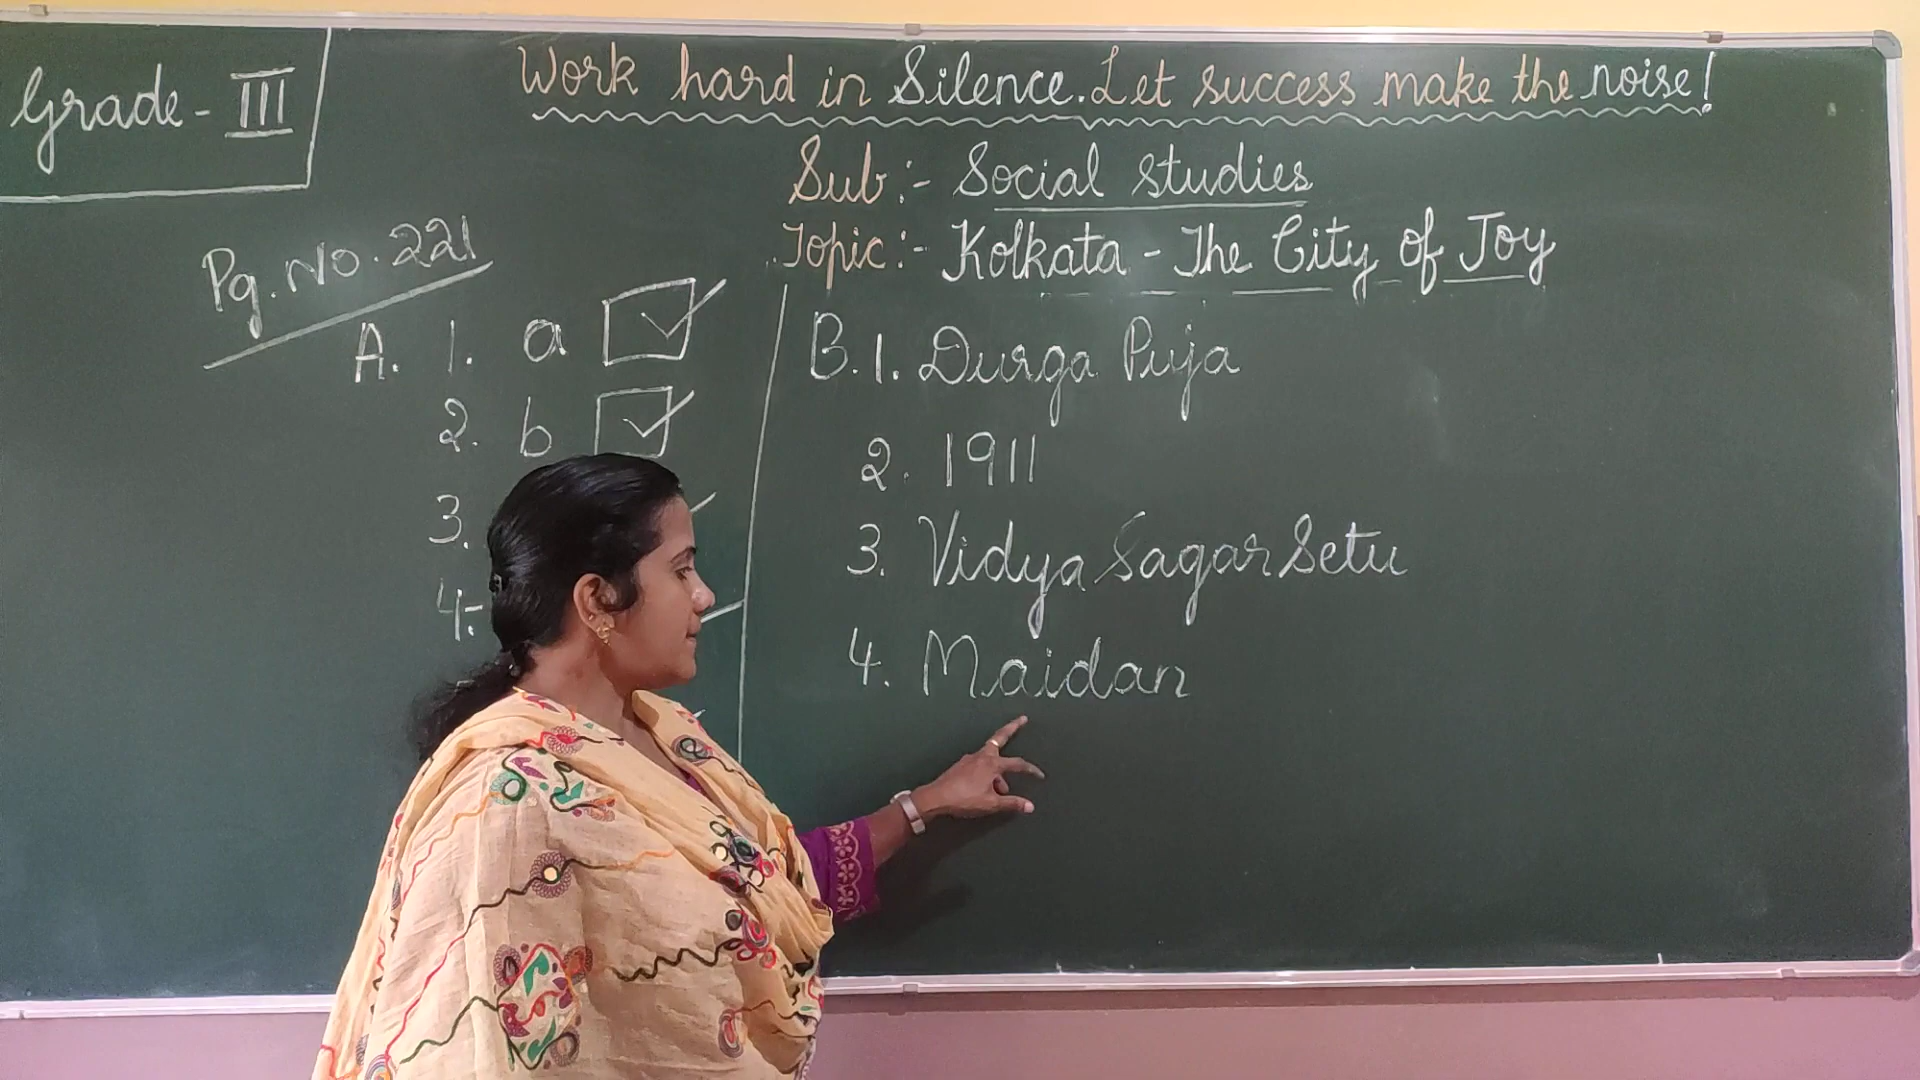 Grade - III
Work hard in Silence. Let success make the noise!
Sub:- Social studies
Topic:- Kolkata - The City of Joy
Pg. No. 221
A. 1. a
2. b
3.
4.
B. 1. Durga Puja
2. 1911
3. Vidya Sagar Setu
4. Maidan